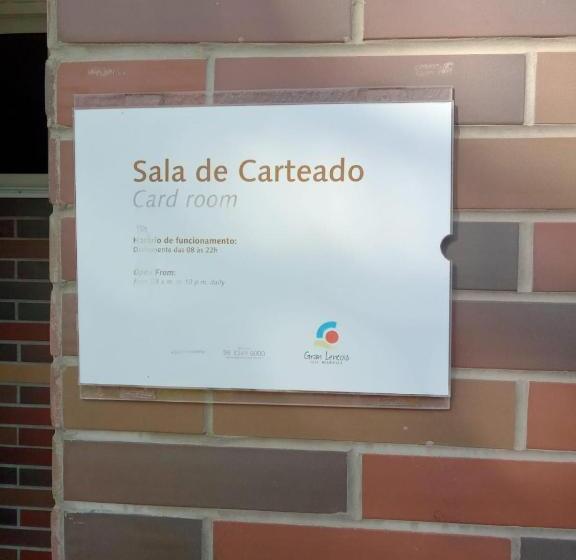 Sala de Carteado
Card room
Horário de funcionamento:
Diariamente das 08 às 22h
Open From:
from 08 a.m. to 10 p.m. daily
Gran Lencois